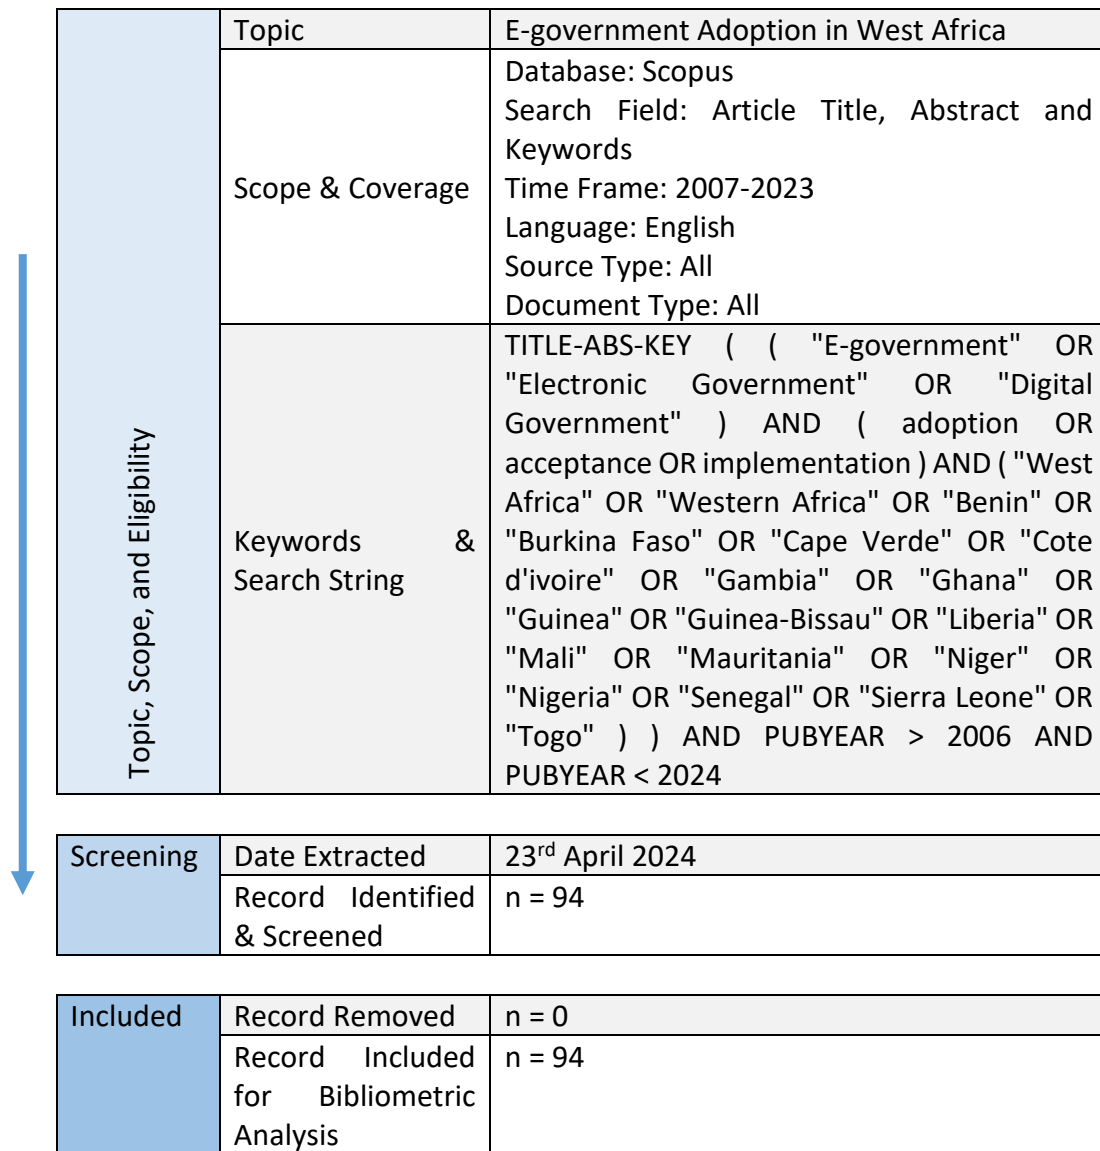 Topic, Scope, and Eligibility
Topic
E-government Adoption in West Africa
Scope & Coverage
Database: Scopus
Search Field: Article Title, Abstract and
Keywords
Time Frame: 2007-2023
Language: English
Source Type: All
Document Type: All
Keywords &
Search String
TITLE-ABS-KEY ( ( "E-government" OR
"Electronic Government" OR "Digital
Government" ) AND ( adoption OR
acceptance OR implementation ) AND ( "West
Africa" OR "Western Africa" OR "Benin" OR
"Burkina Faso" OR "Cape Verde" OR "Cote
d'ivoire" OR "Gambia" OR "Ghana" OR
"Guinea" OR "Guinea-Bissau" OR "Liberia" OR
"Mali" OR "Mauritania" OR "Niger" OR
"Nigeria" OR "Senegal" OR "Sierra Leone" OR
"Togo" ) ) AND PUBYEAR > 2006 AND
PUBYEAR < 2024
Screening
Date Extracted
23rd April 2024
Record Identified
& Screened
n = 94
Included
Record Removed
n = 0
Record Included
for Bibliometric
Analysis
n = 94